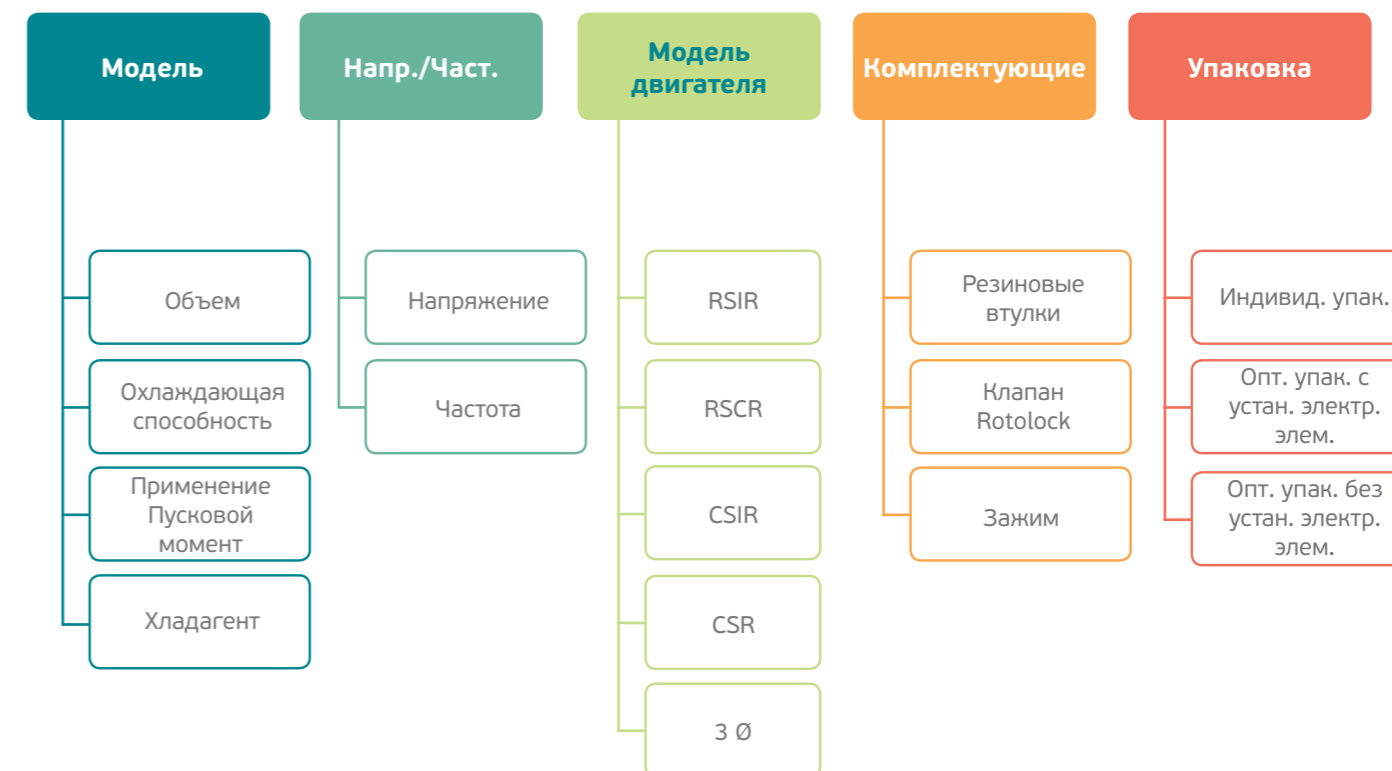 Модель
Напр./Част.
Модель
двигателя
Комплектующие
Упаковка
Объем
Охлаждающая
способность
Применение
Пусковой
момент
Хладагент
Напряжение
Частота
RSIR
RSCR
CSIR
CSR
3 Ø
Резиновые
втулки
Клапан
Rotolock
Зажим
Индивид. упак.
Опт. упак. с
устан. электр.
элем.
Опт. упак. без
устан. электр.
элем.